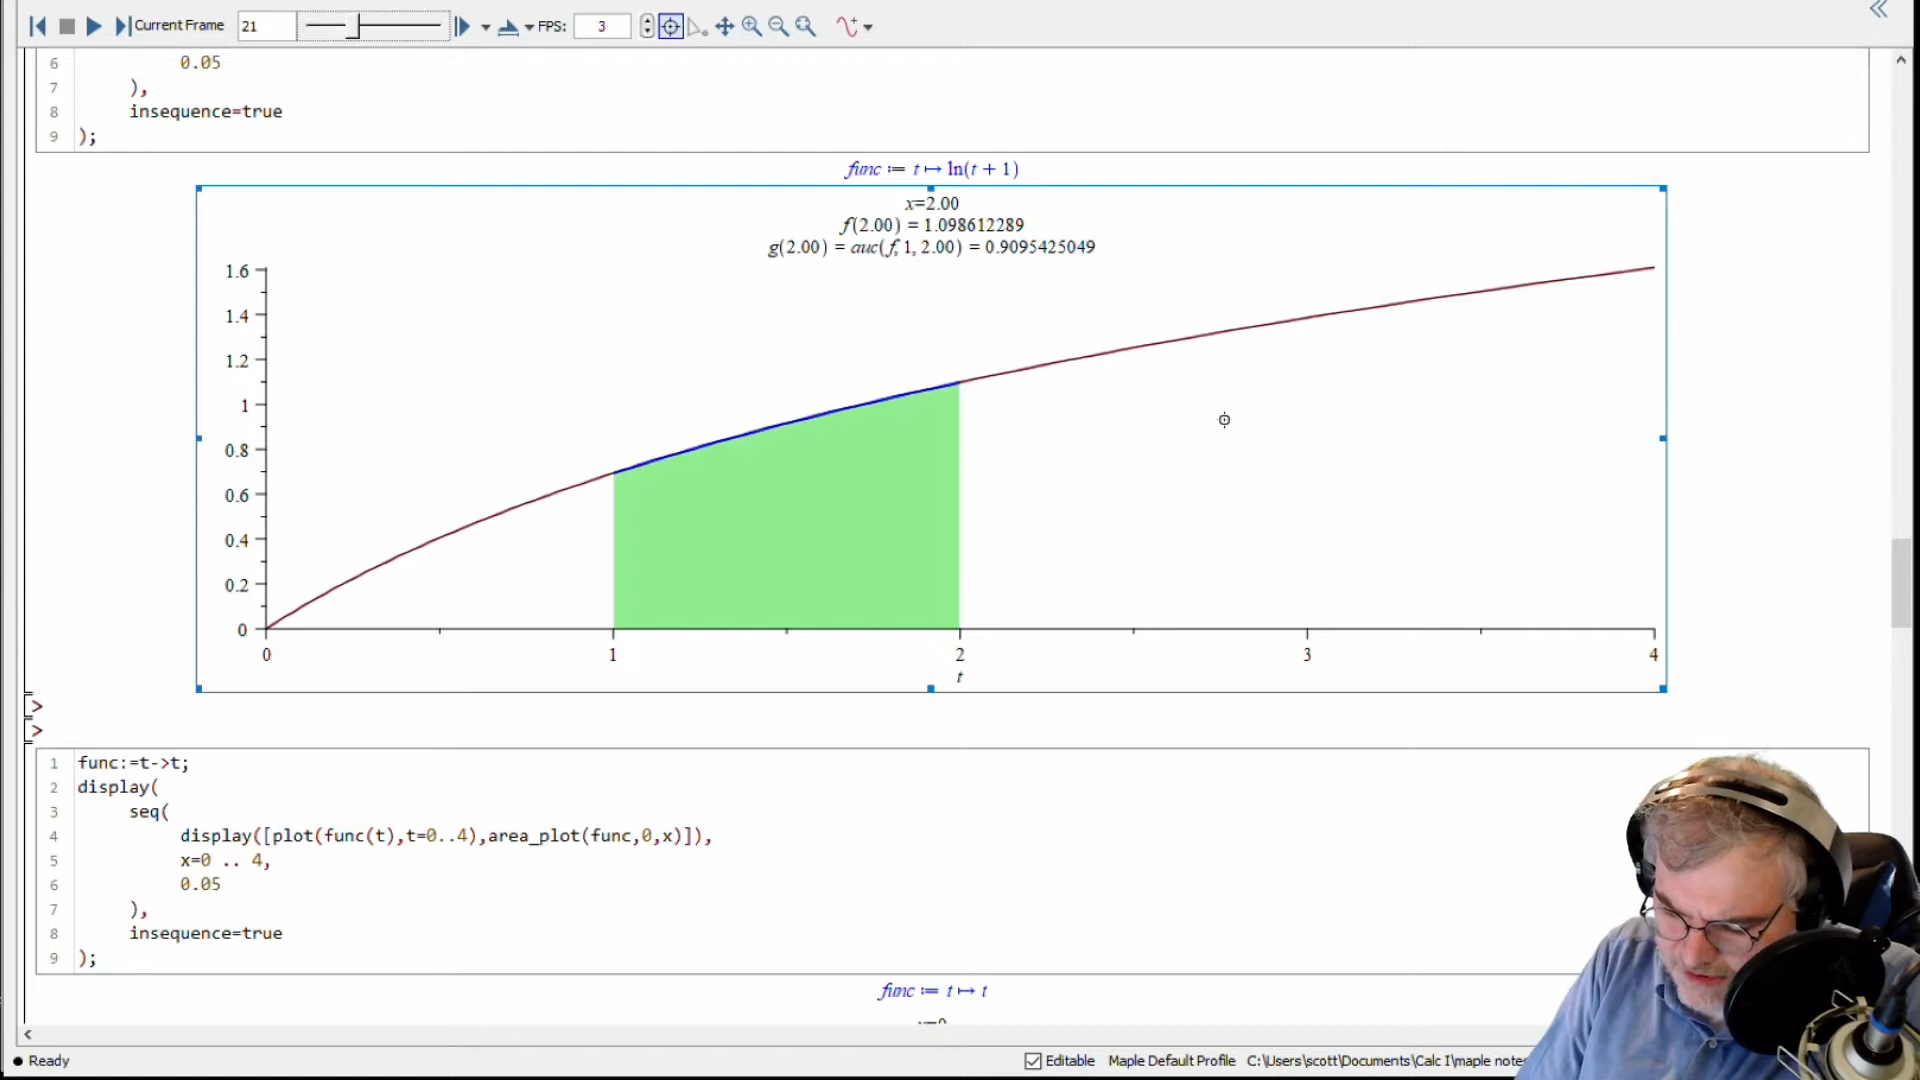 Current Frame 21 FPS: 3
6 0.05
7 ),
8 insequence=true
9 );
func := t ↦ ln(t + 1)
x=2.00
f(2.00) = 1.098612289
g(2.00) = auc(f, 1, 2.00) = 0.9095425049
1.6
1.4
1.2
1
0.8
0.6
0.4
0.2
0
0 1 2 3 4
t
>
>
1 func:=t->t;
2 display(
3 seq(
4 display([plot(func(t),t=0..4),area_plot(func,0,x)]),
5 x=0 .. 4,
6 0.05
7 ),
8 insequence=true
9 );
func := t ↦ t
Ready Editable Maple Default Profile C:\Users\scott\Documents\Calc I\maple note